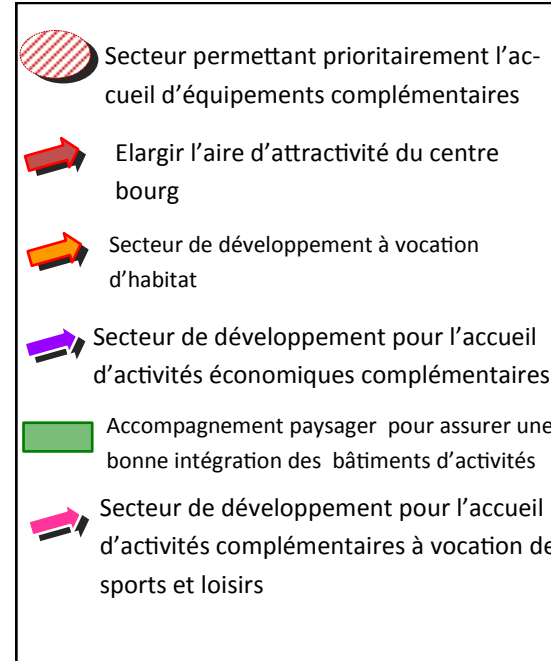 Secteur permettant prioritairement l’ac-
cueil d’équipements complémentaires
Elargir l’aire d’attractivité du centre
bourg
Secteur de développement à vocation
d’habitat
Secteur de développement pour l’accueil
d’activités économiques complémentaires
Accompagnement paysager pour assurer une
bonne intégration des bâtiments d’activités
Secteur de développement pour l’accueil
d’activités complémentaires à vocation de
sports et loisirs